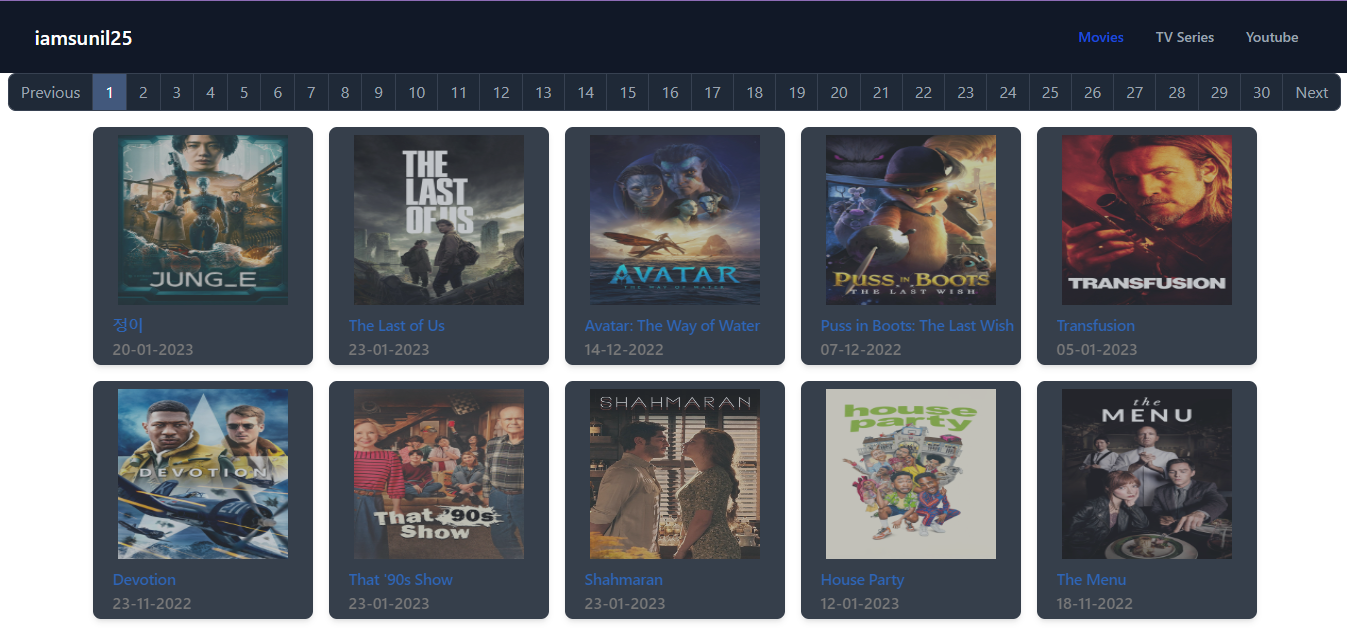 iamsunil25
Movies TV Series Youtube
Previous 1 2 3 4 5 6 7 8 9 10 11 12 13 14 15 16 17 18 19 20 21 22 23 24 25 26 27 28 29 30 Next
JUNG_E
정이
20-01-2023
THE
LAST
OF US
The Last of Us
23-01-2023
AVATAR
THE WAY OF WATER
Avatar: The Way of Water
14-12-2022
PUSS IN BOOTS
THE LAST WISH
Puss in Boots: The Last Wish
07-12-2022
TRANSFUSION
Transfusion
05-01-2023
DEVOTION
Devotion
23-11-2022
That '90s
Show
That '90s Show
23-01-2023
SHAHMARAN
Shahmaran
23-01-2023
house
party
House Party
12-01-2023
the
MENU
The Menu
18-11-2022